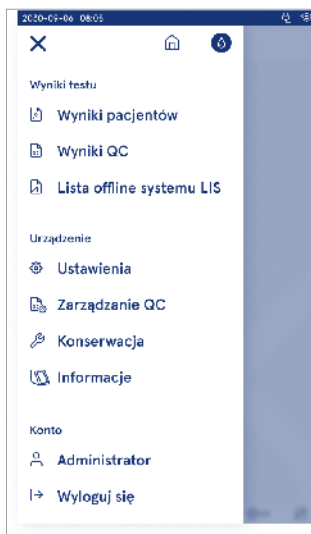 2030-09-06 08:05
Wyniki testu
Wyniki pacjentów
Wyniki QC
Lista offline systemu LIS
Urządzenie
Ustawienia
Zarządzanie QC
Konserwacja
Informacje
Konto
Administrator
Wyloguj się